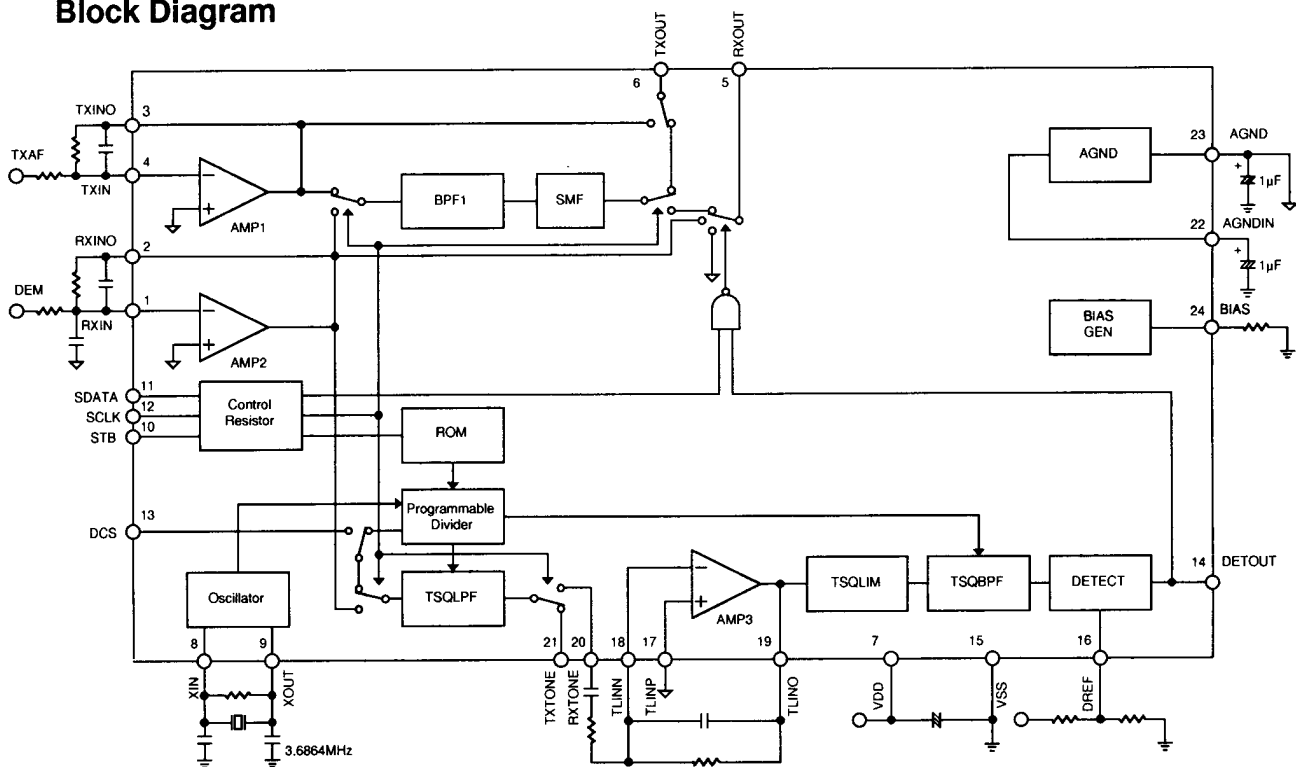 Block Diagram
TXOUT
RXOUT
6
5
TXINO
3
TXAF
4
TXIN
AMP1
BPF1
SMF
AGND
23
AGND
+
1μF
22
AGNDIN
+
1μF
RXINO
2
DEM
1
RXIN
AMP2
BIAS
GEN
24
BIAS
SDATA
11
SCLK
12
STB
10
Control
Resistor
ROM
DCS
13
Programmable
Divider
Oscillator
TSQLPF
AMP3
TSQLIM
TSQBPF
DETECT
14
DETOUT
8
9
21
20
18
17
19
7
15
16
XIN
XOUT
TXTONE
RXTONE
TLINN
TLINP
TLINO
VDD
VSS
DREF
3.6864MHz